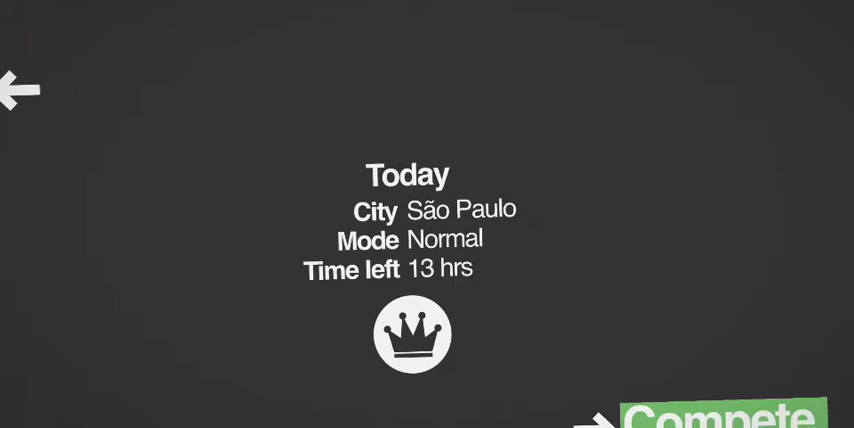 Today
City São Paulo
Mode Normal
Time left 13 hrs
Compete